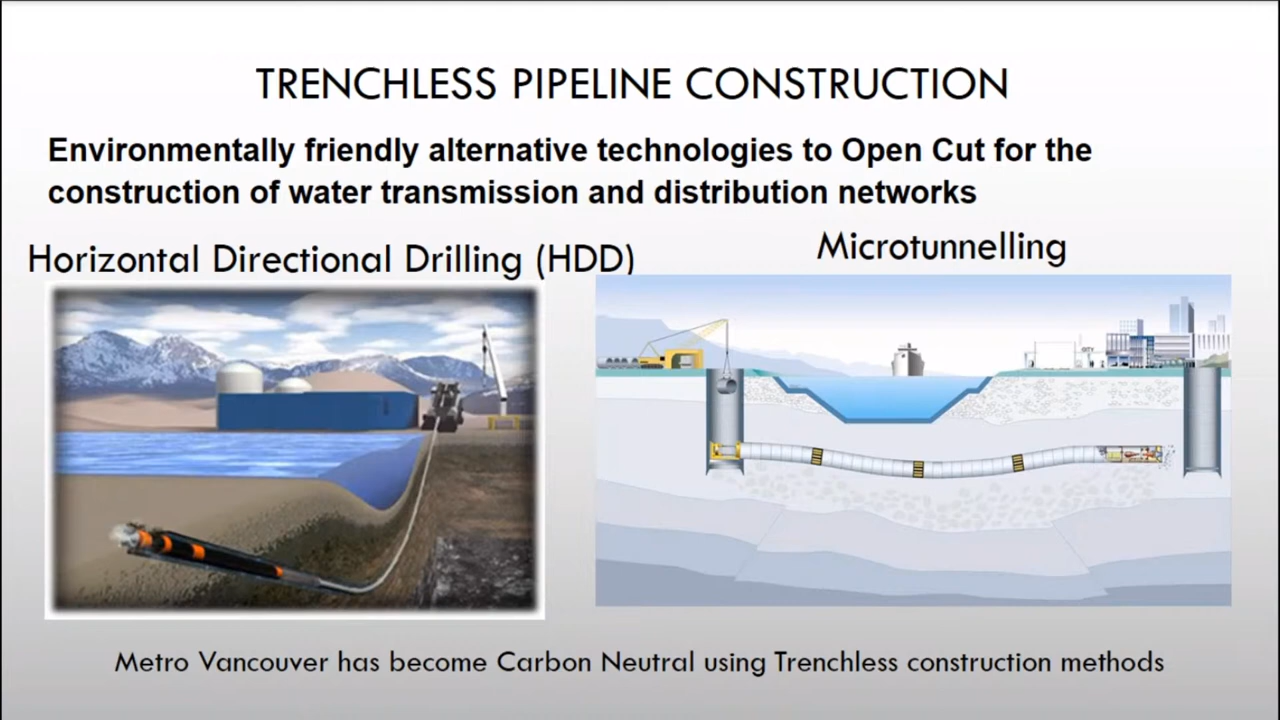 TRENCHLESS PIPELINE CONSTRUCTION
Environmentally friendly alternative technologies to Open Cut for the
construction of water transmission and distribution networks
Horizontal Directional Drilling (HDD)
Microtunnelling
Metro Vancouver has become Carbon Neutral using Trenchless construction methods